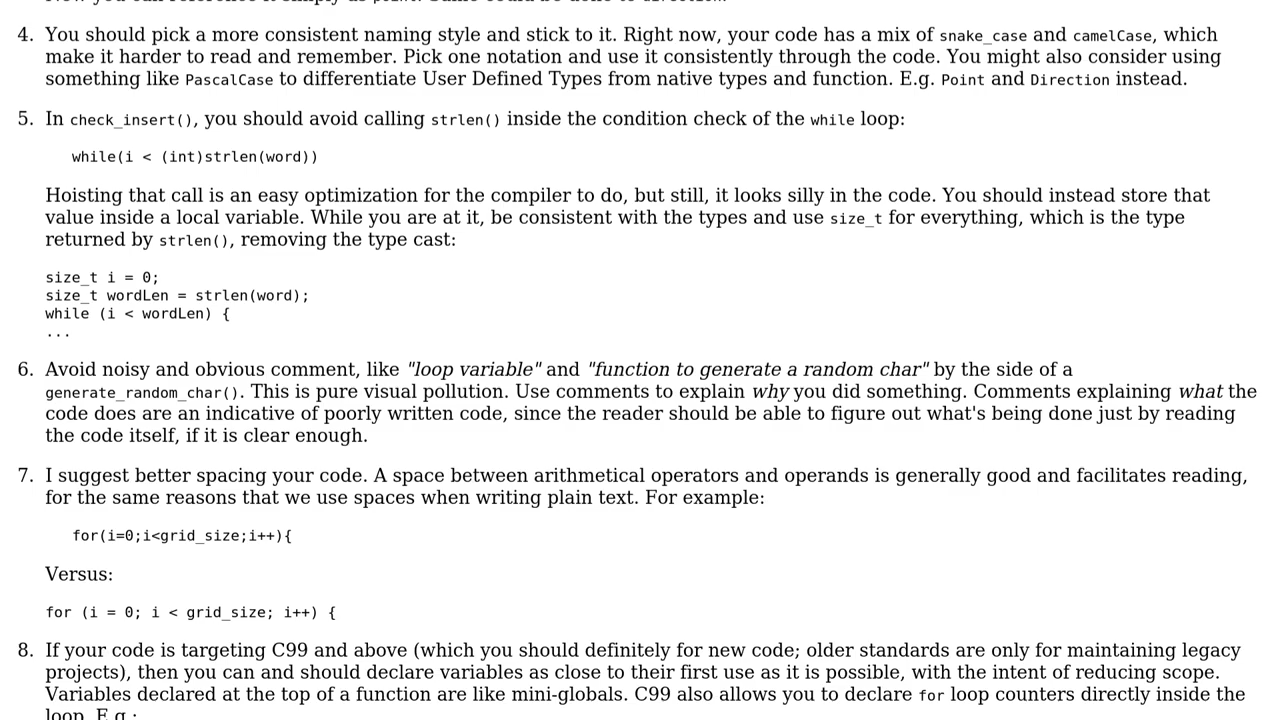 4. You should pick a more consistent naming style and stick to it. Right now, your code has a mix of snake_case and camelCase, which
make it harder to read and remember. Pick one notation and use it consistently through the code. You might also consider using
something like PascalCase to differentiate User Defined Types from native types and function. E.g. Point and Direction instead.
5. In check_insert(), you should avoid calling strlen() inside the condition check of the while loop:
while(i < (int)strlen(word))
Hoisting that call is an easy optimization for the compiler to do, but still, it looks silly in the code. You should instead store that
value inside a local variable. While you are at it, be consistent with the types and use size_t for everything, which is the type
returned by strlen(), removing the type cast:
size_t i = 0;
size_t wordLen = strlen(word);
while (i < wordLen) {
...
6. Avoid noisy and obvious comment, like "loop variable" and "function to generate a random char" by the side of a
generate_random_char(). This is pure visual pollution. Use comments to explain why you did something. Comments explaining what the
code does are an indicative of poorly written code, since the reader should be able to figure out what's being done just by reading
the code itself, if it is clear enough.
7. I suggest better spacing your code. A space between arithmetical operators and operands is generally good and facilitates reading,
for the same reasons that we use spaces when writing plain text. For example:
for(i=0;i<grid_size;i++){
Versus:
for (i = 0; i < grid_size; i++) {
8. If your code is targeting C99 and above (which you should definitely for new code; older standards are only for maintaining legacy
projects), then you can and should declare variables as close to their first use as it is possible, with the intent of reducing scope.
Variables declared at the top of a function are like mini-globals. C99 also allows you to declare for loop counters directly inside the
loop. E.g.: